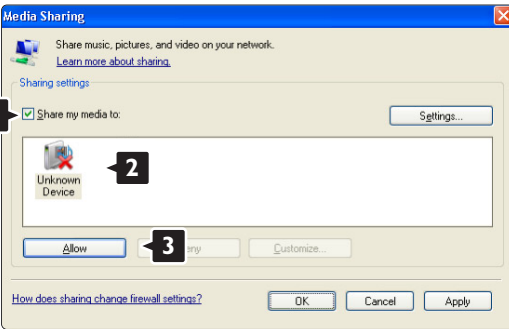 Media Sharing
Share music, pictures, and video on your network.
Learn more about sharing.
Sharing settings
Share my media to:
Settings...
2
Unknown
Device
Allow
3
Customize...
How does sharing change firewall settings?
OK
Cancel
Apply